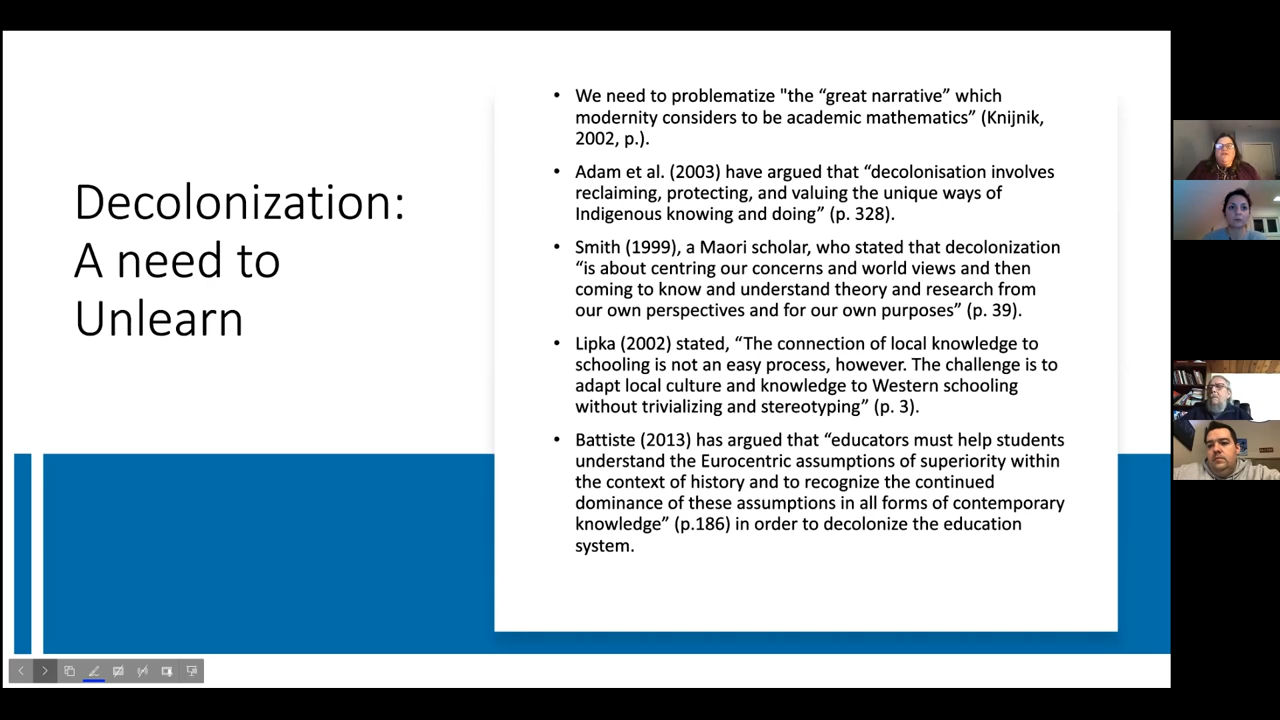 Decolonization:
A need to
Unlearn
• We need to problematize "the “great narrative” which
modernity considers to be academic mathematics” (Knijnik,
2002, p.).
• Adam et al. (2003) have argued that “decolonisation involves
reclaiming, protecting, and valuing the unique ways of
Indigenous knowing and doing” (p. 328).
• Smith (1999), a Maori scholar, who stated that decolonization
“is about centring our concerns and world views and then
coming to know and understand theory and research from
our own perspectives and for our own purposes” (p. 39).
• Lipka (2002) stated, “The connection of local knowledge to
schooling is not an easy process, however. The challenge is to
adapt local culture and knowledge to Western schooling
without trivializing and stereotyping” (p. 3).
• Battiste (2013) has argued that “educators must help students
understand the Eurocentric assumptions of superiority within
the context of history and to recognize the continued
dominance of these assumptions in all forms of contemporary
knowledge” (p.186) in order to decolonize the education
system.